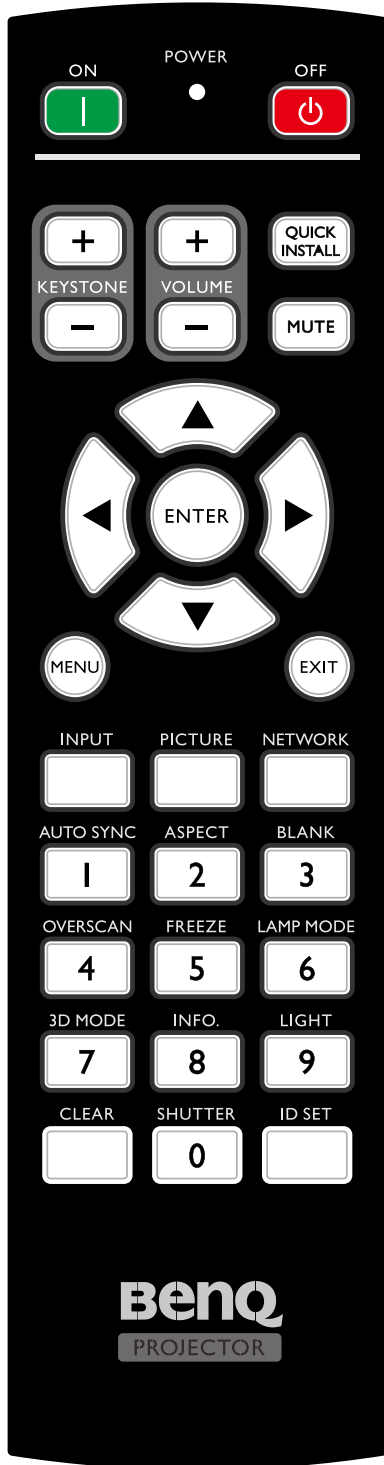 POWER
ON OFF
QUICK
INSTALL
KEYSTONE VOLUME
MUTE
ENTER
MENU EXIT
INPUT PICTURE NETWORK
AUTO SYNC ASPECT BLANK
1 2 3
OVERSCAN FREEZE LAMP MODE
4 5 6
3D MODE INFO. LIGHT
7 8 9
CLEAR SHUTTER ID SET
0
BenQ
PROJECTOR